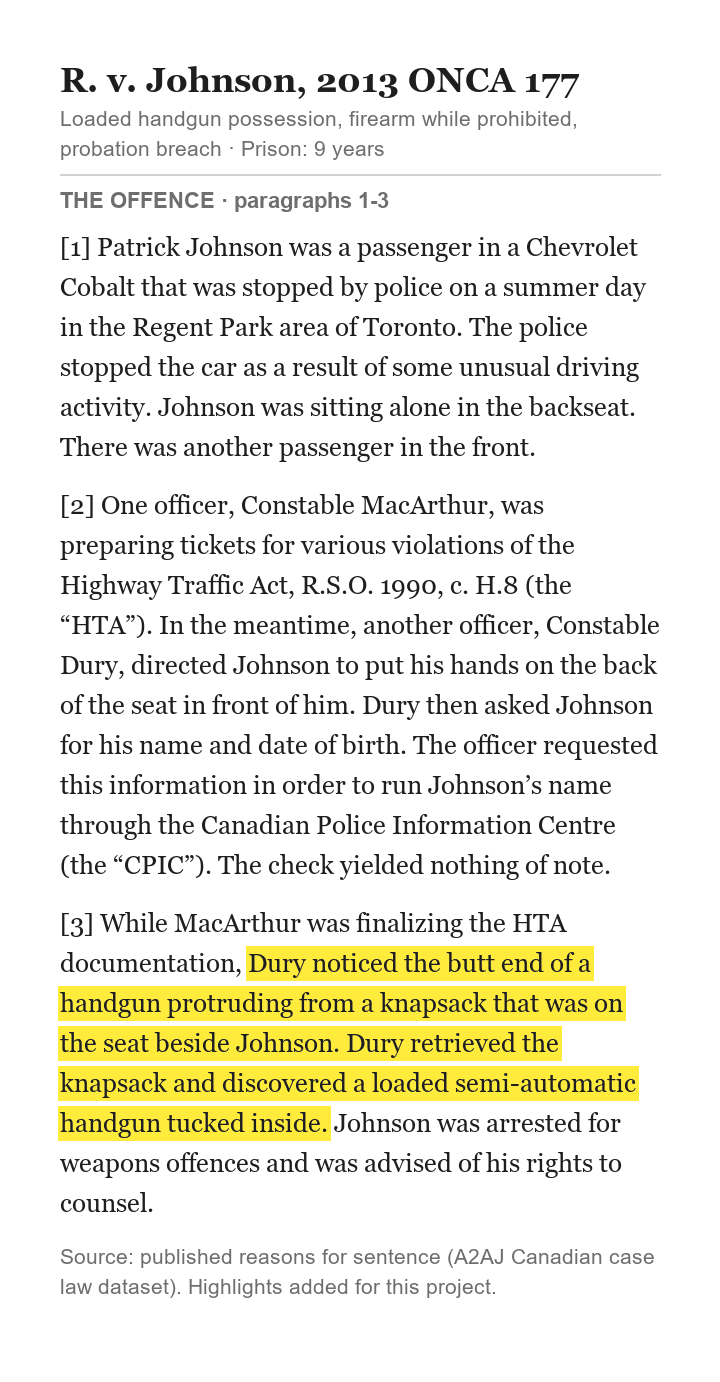 R. v. Johnson, 2013 ONCA 177
Loaded handgun possession, firearm while prohibited,
probation breach · Prison: 9 years
THE OFFENCE · paragraphs 1-3
[1] Patrick Johnson was a passenger in a Chevrolet
Cobalt that was stopped by police on a summer day
in the Regent Park area of Toronto. The police
stopped the car as a result of some unusual driving
activity. Johnson was sitting alone in the backseat.
There was another passenger in the front.
[2] One officer, Constable MacArthur, was
preparing tickets for various violations of the
Highway Traffic Act, R.S.O. 1990, c. H.8 (the
“HTA”). In the meantime, another officer, Constable
Dury, directed Johnson to put his hands on the back
of the seat in front of him. Dury then asked Johnson
for his name and date of birth. The officer requested
this information in order to run Johnson’s name
through the Canadian Police Information Centre
(the “CPIC”). The check yielded nothing of note.
[3] While MacArthur was finalizing the HTA
documentation, Dury noticed the butt end of a
handgun protruding from a knapsack that was on
the seat beside Johnson. Dury retrieved the
knapsack and discovered a loaded semi-automatic
handgun tucked inside. Johnson was arrested for
weapons offences and was advised of his rights to
counsel.
Source: published reasons for sentence (A2AJ Canadian case
law dataset). Highlights added for this project.